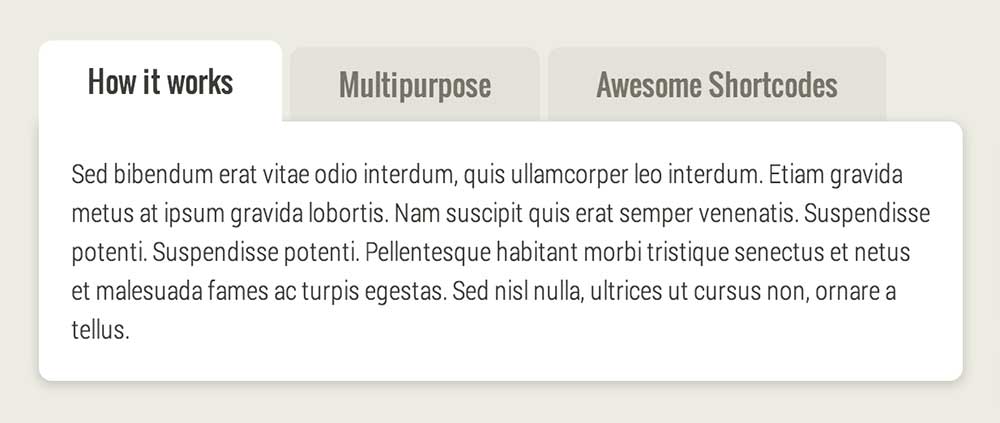 How it works
Multipurpose
Awesome Shortcodes
Sed bibendum erat vitae odio interdum, quis ullamcorper leo interdum. Etiam gravida
metus at ipsum gravida lobortis. Nam suscipit quis erat semper venenatis. Suspendisse
potenti. Suspendisse potenti. Pellentesque habitant morbi tristique senectus et netus
et malesuada fames ac turpis egestas. Sed nisl nulla, ultrices ut cursus non, ornare a
tellus.